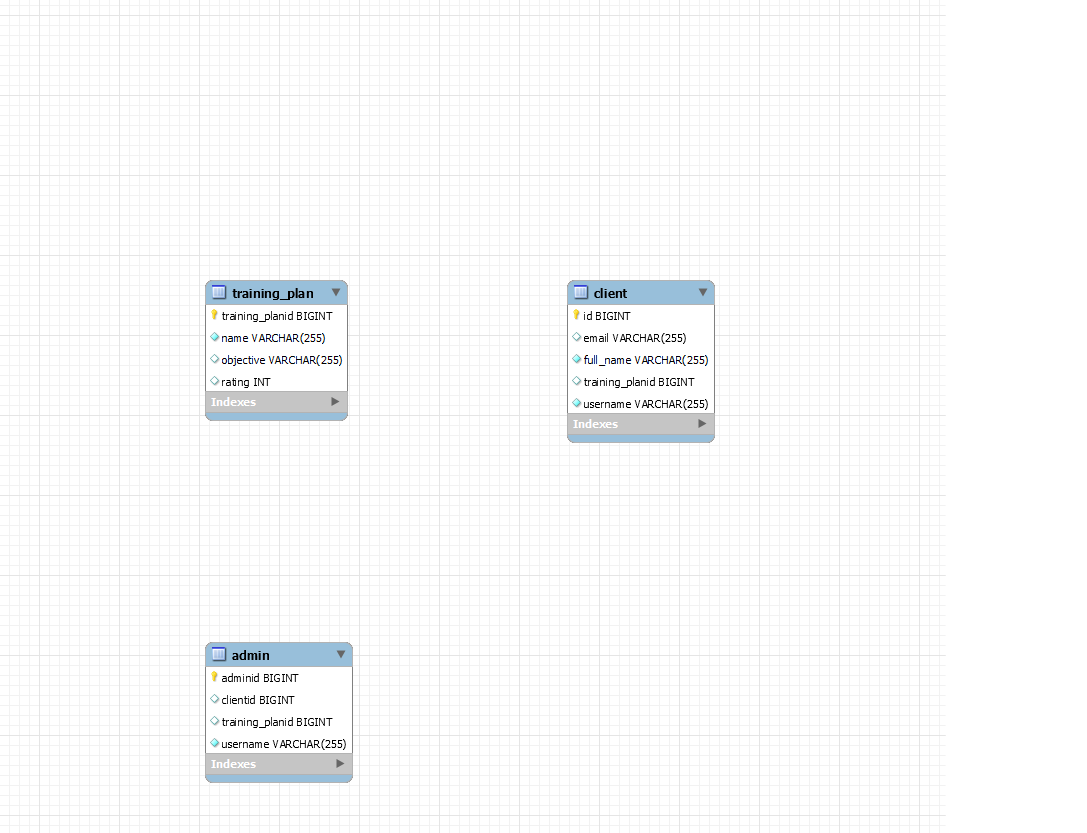 training_plan
training_planid BIGINT
name VARCHAR(255)
objective VARCHAR(255)
rating INT
Indexes
client
id BIGINT
email VARCHAR(255)
full_name VARCHAR(255)
training_planid BIGINT
username VARCHAR(255)
Indexes
admin
adminid BIGINT
clientid BIGINT
training_planid BIGINT
username VARCHAR(255)
Indexes